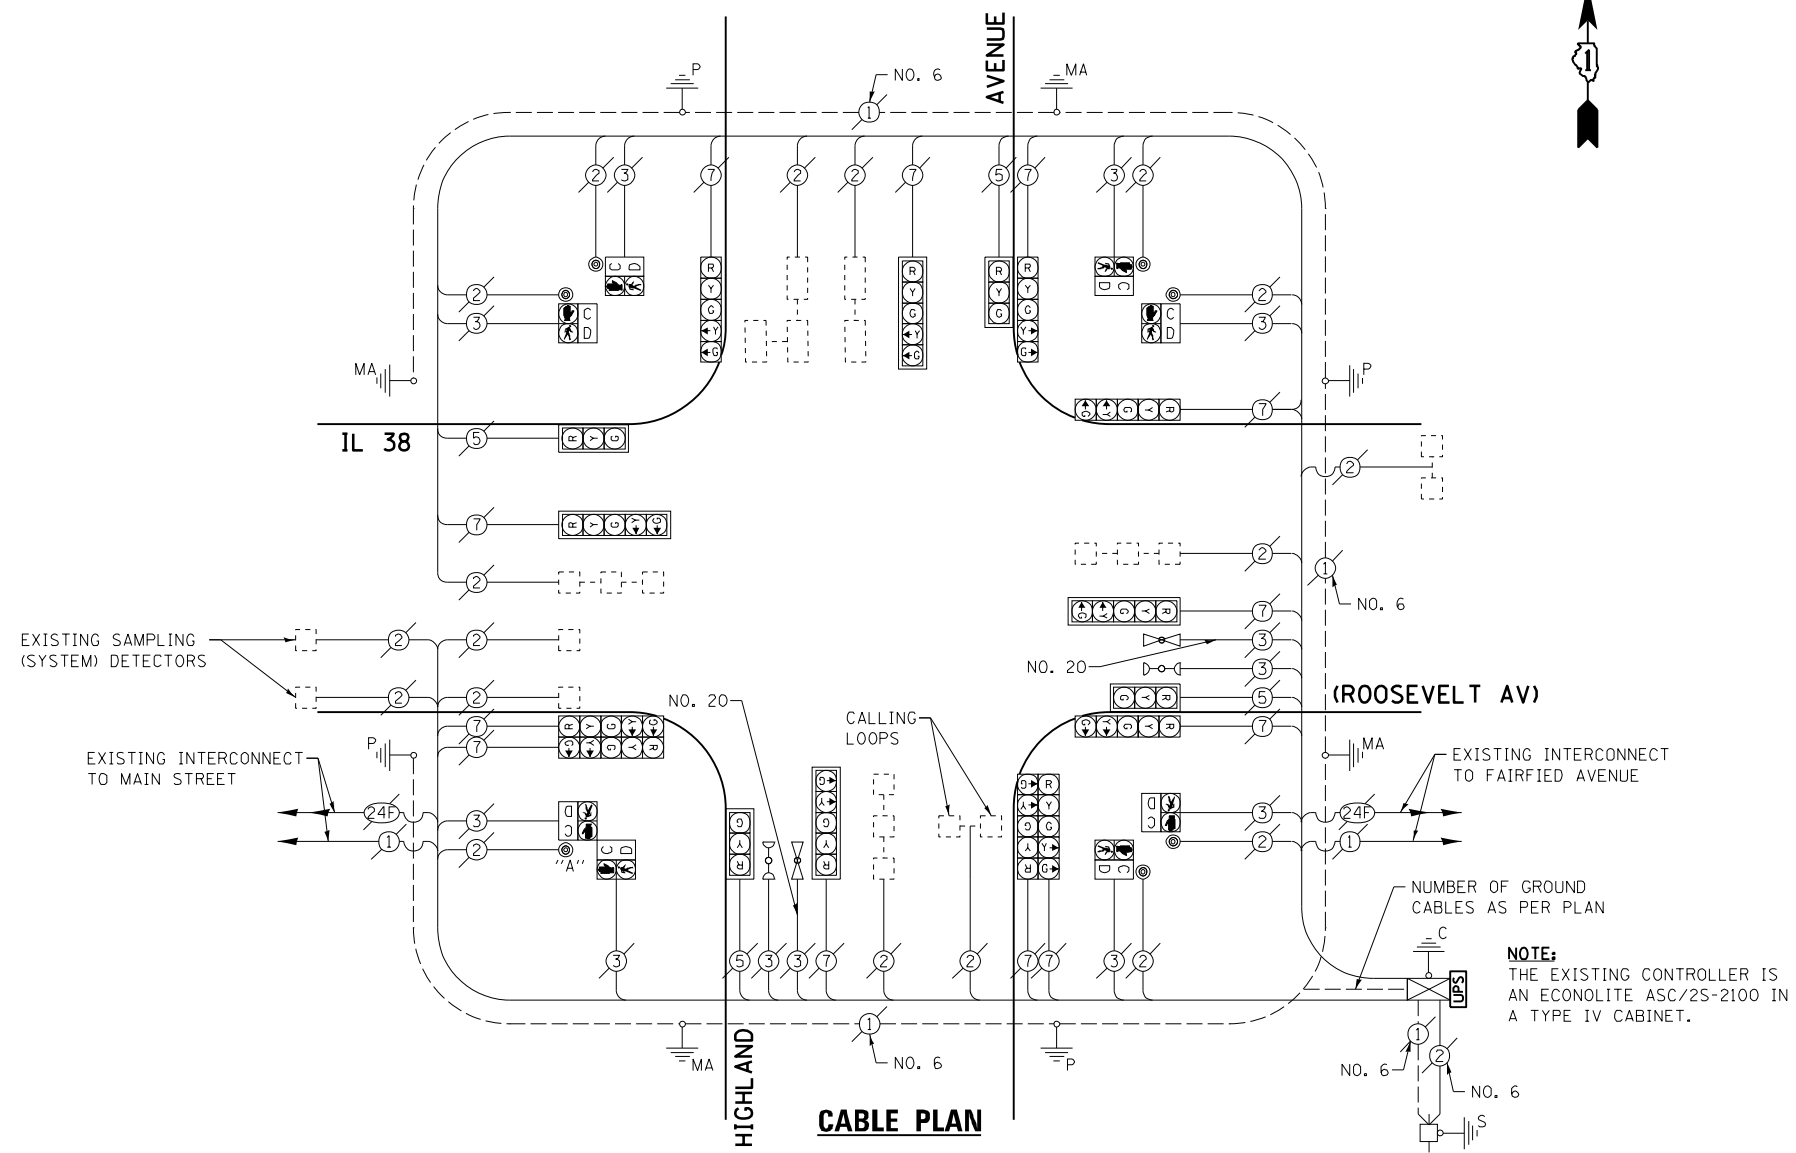 P
NO. 6
AVENUE
MA
1
1
2 3 7 2 2 7 5 7 3 2
C D
R Y G Y G
R Y G Y G
R Y G
R Y G Y G
C D
2
3
C D
C D
2
3
MA
P
IL 38
5
R Y G
G Y G Y R
7
2
7
R Y G Y G
2
2
1
NO. 6
EXISTING SAMPLING
(SYSTEM) DETECTORS
2 2
G Y G Y R
7
NO. 20
3
3
2 2
G Y R
5
(ROOSEVELT AV)
NO. 20
CALLING
LOOPS
7
R Y G Y G
7
G Y G Y R
G Y G Y R
7
P
MA
EXISTING INTERCONNECT
TO MAIN STREET
EXISTING INTERCONNECT
TO FAIRFIED AVENUE
24F
3
C D
1
2
"A"
C D
G Y R
G Y G Y R
G Y G Y R
R Y G Y G
C D
C D
3
24F
2
1
3 5 3 3 7 2 2 7 7 3 2
NUMBER OF GROUND
CABLES AS PER PLAN
C
UPS
NOTE:
THE EXISTING CONTROLLER IS
AN ECONOLITE ASC/2S-2100 IN
A TYPE IV CABINET.
1
NO. 6
MA
P
HIGHLAND
1
NO. 6
2
NO. 6
S
CABLE PLAN